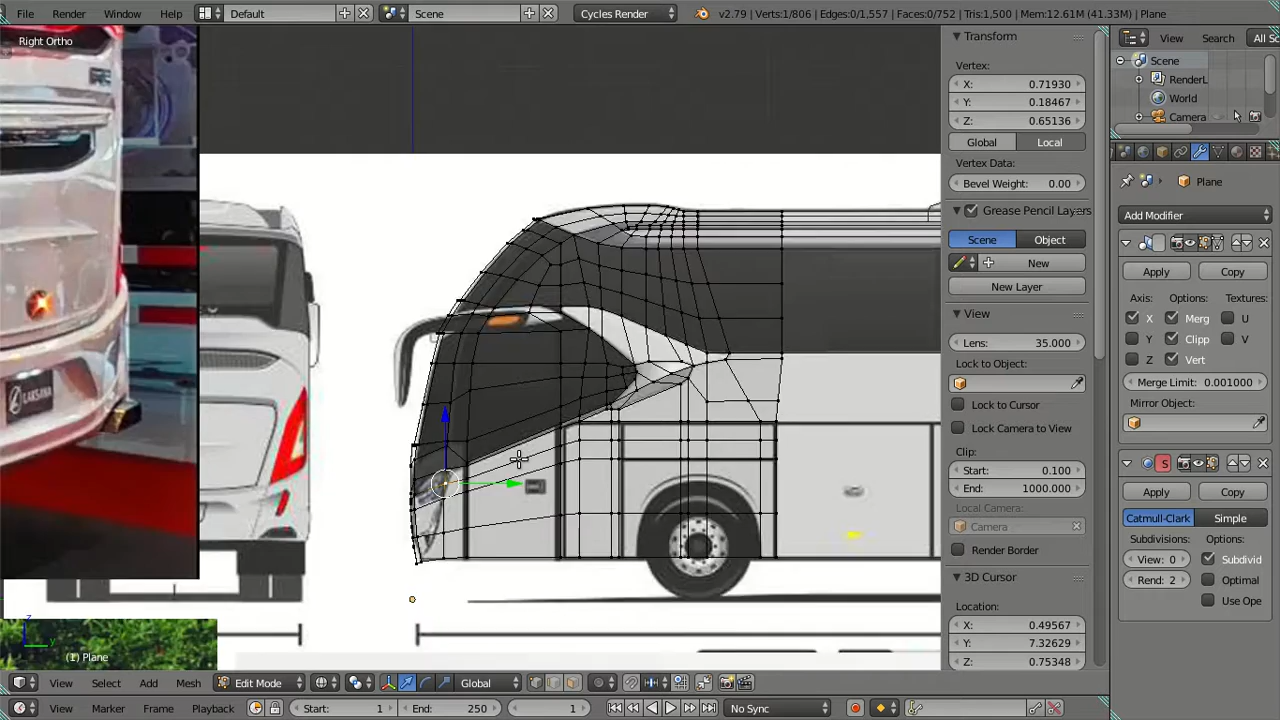 File Render Window Help Default Scene Cycles Render v2.79 | Verts:1/806 | Edges:0/1,557 | Faces:0/752 | Tris:1,500 | Mem:12.61M (41.33M) | Plane
Right Ortho
LAKSANA
(1) Plane
z
y
Transform
Vertex:
X: 0.71930
Y: 0.18467
Z: 0.65136
Global Local
Vertex Data:
Bevel Weight: 0.00
Grease Pencil Layers
Scene Object
New
New Layer
View
Lens: 35.000
Lock to Object:
Lock to Cursor
Lock Camera to View
Clip:
Start: 0.100
End: 1000.000
Local Camera:
Camera
Render Border
3D Cursor
Location:
X: 0.49567
Y: 7.32629
Z: 0.75348
View Search All Sc
Scene
RenderL
World
Camera
Plane
Add Modifier
Apply Copy
Axis: Options: Textures:
X Merg U
Y Clipp V
Z Vert
Merge Limit: 0.001000
Mirror Object:
S
Apply Copy
Catmull-Clark Simple
Subdivisions: Options:
View: 0 Subdivid
Rend: 2 Optimal
Use Ope
View Select Add Mesh Edit Mode Global
View Marker Frame Playback Start: 1 End: 250 1 No Sync